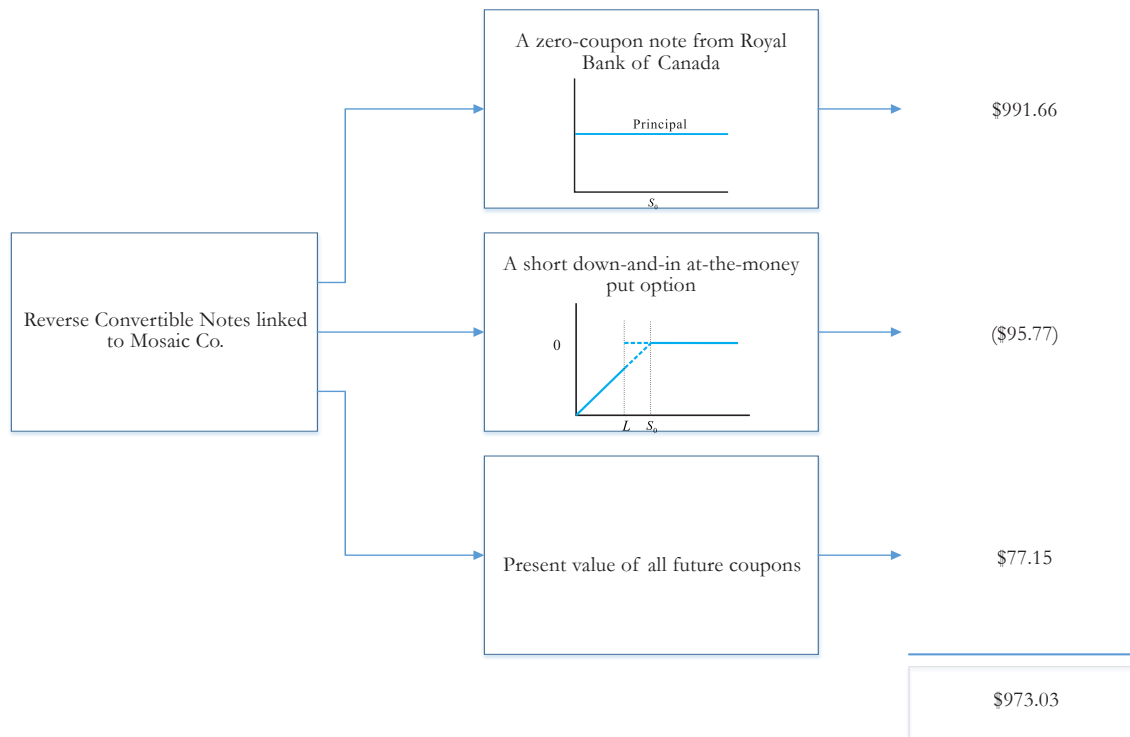 A zero-coupon note from Royal
Bank of Canada
Principal
S₀
$991.66
Reverse Convertible Notes linked
to Mosaic Co.
A short down-and-in at-the-money
put option
0
L S₀
($95.77)
Present value of all future coupons
$77.15
$973.03